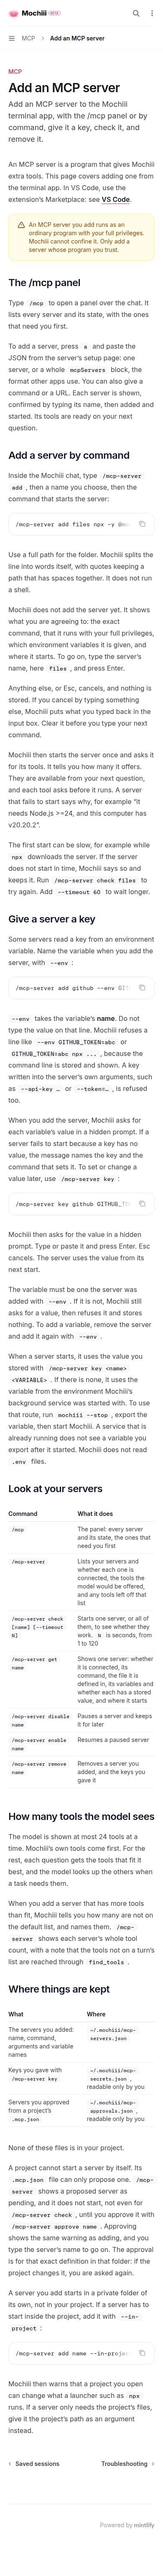 Mochiii BETA
MCP > Add an MCP server
MCP
Add an MCP server
Add an MCP server to the Mochiii
terminal app, with the /mcp panel or by
command, give it a key, check it, and
remove it.
An MCP server is a program that gives Mochiii
extra tools. This page covers adding one from
the terminal app. In VS Code, use the
extension's Marketplace: see VS Code.
An MCP server you add runs as an
ordinary program with your full privileges.
Mochiii cannot confine it. Only add a
server whose program you trust.
The /mcp panel
Type /mcp to open a panel over the chat. It
lists every server and its state, with the tools
that need you first.
To add a server, press a and paste the
JSON from the server's setup page: one
server, or a whole mcpServers block, the
format other apps use. You can also give a
command or a URL. Each server is shown,
confirmed by typing its name, then added and
started. Its tools are ready on your next
question.
Add a server by command
Inside the Mochiii chat, type /mcp-server
add , then a name you choose, then the
command that starts the server:
/mcp-server add files npx -y
Use a full path for the folder. Mochiii splits the
line into words itself, with quotes keeping a
path that has spaces together. It does not run
a shell.
Mochiii does not add the server yet. It shows
what you are agreeing to: the exact
command, that it runs with your full privileges,
which environment variables it is given, and
where it starts. To go on, type the server's
name, here files , and press Enter.
Anything else, or Esc, cancels, and nothing is
stored. If you cancel by typing something
else, Mochiii puts what you typed back in the
input box. Clear it before you type your next
command.
Mochiii then starts the server once and asks it
for its tools. It tells you how many it offers.
They are available from your next question,
and each tool asks before it runs. A server
that fails to start says why, for example "it
needs Node.js >=24, and this computer has
v20.20.2".
The first start can be slow, for example while
npx downloads the server. If the server
does not start in time, Mochiii says so and
keeps it. Run /mcp-server check files to
try again. Add --timeout 60 to wait longer.
Give a server a key
Some servers read a key from an environment
variable. Name the variable when you add the
server, with --env :
/mcp-server add github --env
--env takes the variable's name. Do not
type the value on that line. Mochiii refuses a
line like --env GITHUB_TOKEN=abc or
GITHUB_TOKEN=abc npx ... , because the
command line is stored and shown. A key
written into the server's own arguments, such
as --api-key … or --token=… , is refused
too.
When you add the server, Mochiii asks for
each variable's value in a hidden prompt. If a
server fails to start because a key has no
value, the message names the key and the
command that sets it. To set or change a
value later, use /mcp-server key :
/mcp-server key github
Mochiii then asks for the value in a hidden
prompt. Type or paste it and press Enter. Esc
cancels. The server uses the value from its
next start.
The variable must be one the server was
added with --env . If it is not, Mochiii still
asks for a value, then refuses it and stores
nothing. To add a variable, remove the server
and add it again with --env .
When a server starts, it uses the value you
stored with /mcp-server key <name>
<VARIABLE> . If there is none, it uses the
variable from the environment Mochiii's
background service was started with. To use
that route, run mochiii --stop , export the
variable, then start Mochiii. A service that is
already running does not see a variable you
export after it started. Mochiii does not read
.env files.
Look at your servers
Command What it does
/mcp The panel: every server
and its state, the ones that
need you first
/mcp-server Lists your servers and
whether each one is
connected, the tools the
model would be offered,
and any tools left off that
list
/mcp-server check Starts one server, or all of
[name] [--timeout them, to see whether they
N] work. N is seconds, from
1 to 120
/mcp-server get Shows one server: whether
name it is connected, its
command, the file it is
defined in, its variables and
whether each has a stored
value, and where it starts
/mcp-server disable Pauses a server and keeps
name it for later
/mcp-server enable Resumes a paused server
name
/mcp-server remove Removes a server you
name added, and the keys you
gave it
How many tools the model sees
The model is shown at most 24 tools at a
time. Mochiii's own tools come first. For the
rest, each question gets the tools that fit it
best, and the model looks up the others when
a task needs them.
When you add a server that has more tools
than fit, Mochiii tells you how many are not on
the default list, and names them. /mcp-
server shows each server's whole tool
count, with a note that the tools not on a turn's
list are reached through find_tools .
Where things are kept
What Where
The servers you added: ~/.mochiii/mcp-
name, command, servers.json
arguments and variable
names
Keys you gave with ~/.mochiii/mcp-
/mcp-server key secrets.json ,
readable only by you
Servers you approved ~/.mochiii/mcp-
from a project's approvals.json ,
.mcp.json readable only by you
None of these files is in your project.
A project cannot start a server by itself. Its
.mcp.json file can only propose one. /mcp-
server shows a proposed server as
pending, and it does not start, not even for
/mcp-server check , until you approve it with
/mcp-server approve name . Approving
shows the same warning as adding, and you
type the server's name to go on. The approval
is for that exact definition in that folder: if the
project changes it, you are asked again.
A server you add starts in a private folder of
its own, not in your project. If a server has to
start inside the project, add it with --in-
project :
/mcp-server add name --in-projec
Mochiii then warns that a project you open
can change what a launcher such as npx
runs. If a server only needs the project's files,
give it the project's path as an argument
instead.
< Saved sessions Troubleshooting >
Powered by mintlify